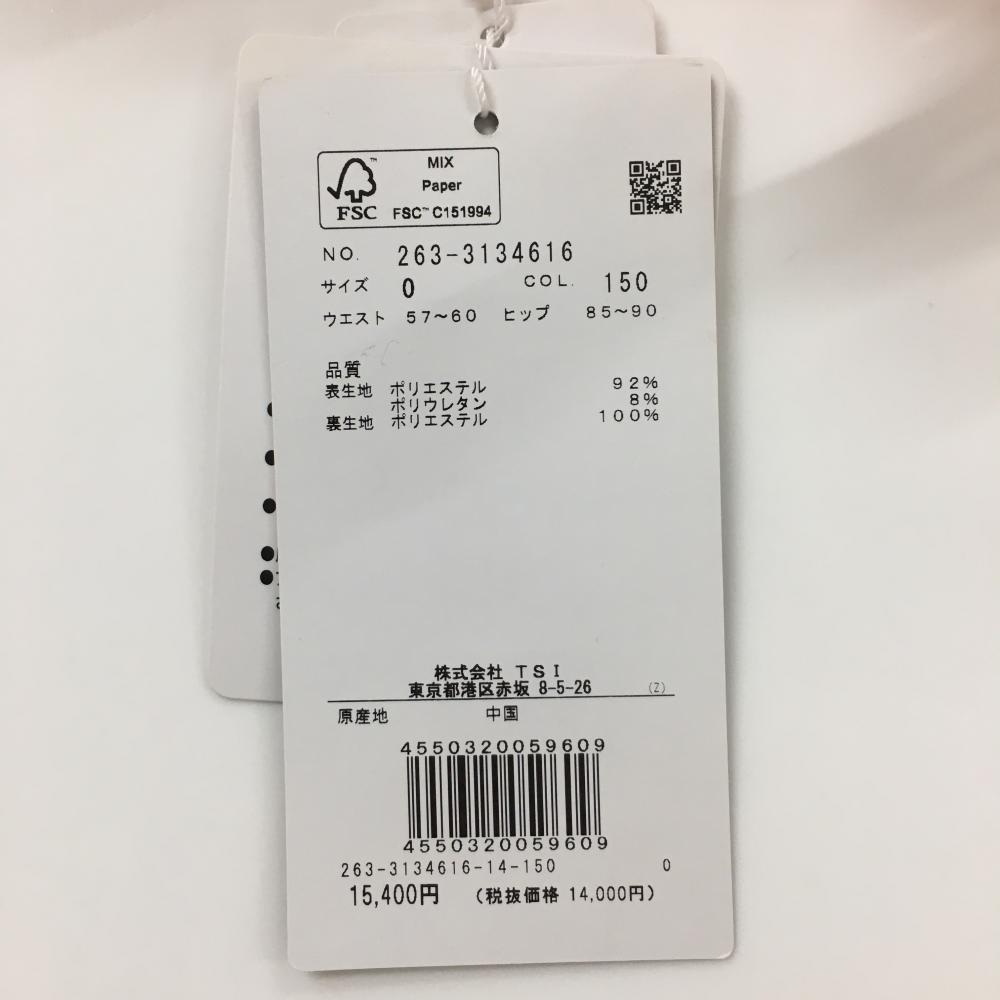 MIX
Paper
FSC™ FSC™ C151994
NO. 263-3134616
サイズ 0 COL. 150
ウエスト 57～60 ヒップ 85～90
品質
表生地 ポリエステル 92%
ポリウレタン 8%
裏生地 ポリエステル 100%
株式会社 TSI
東京都港区赤坂 8-5-26 (Z)
原産地 中国
4550320059609
4550320059609
263-3134616-14-150 0
15,400円 (税抜価格 14,000円)